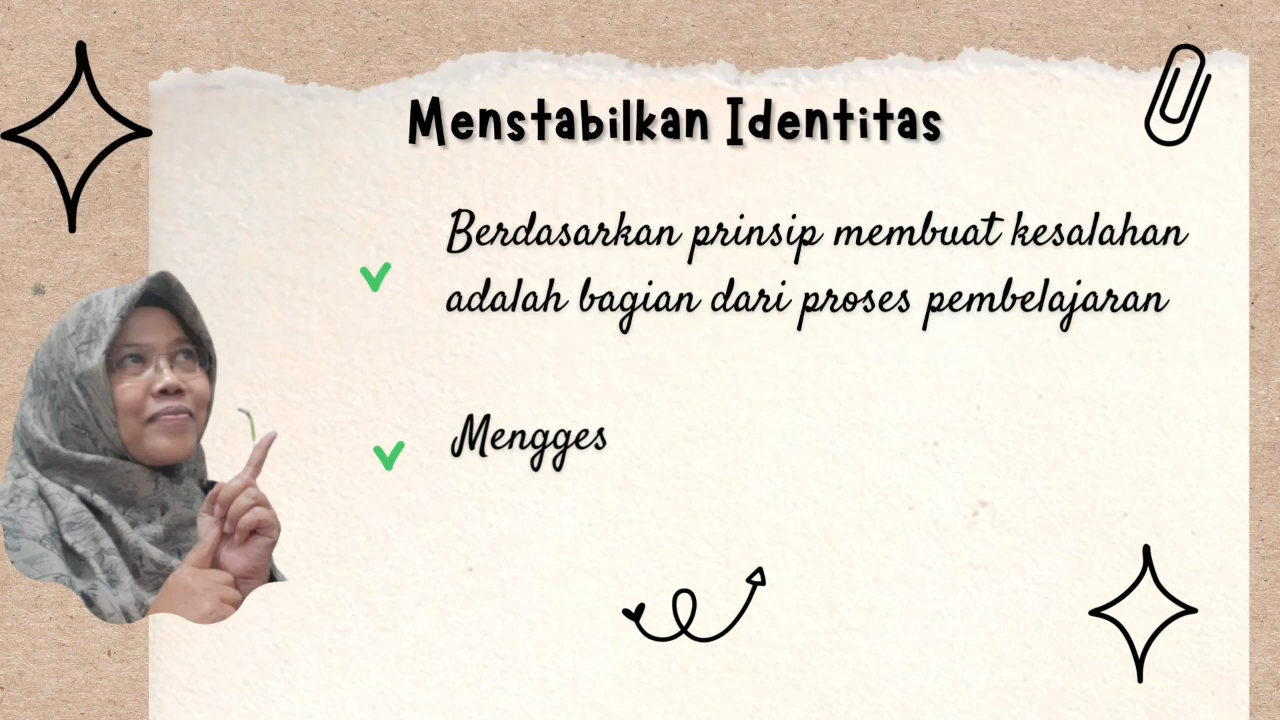 Menstabilkan Identitas
Berdasarkan prinsip membuat kesalahan
adalah bagian dari proses pembelajaran
Mengges